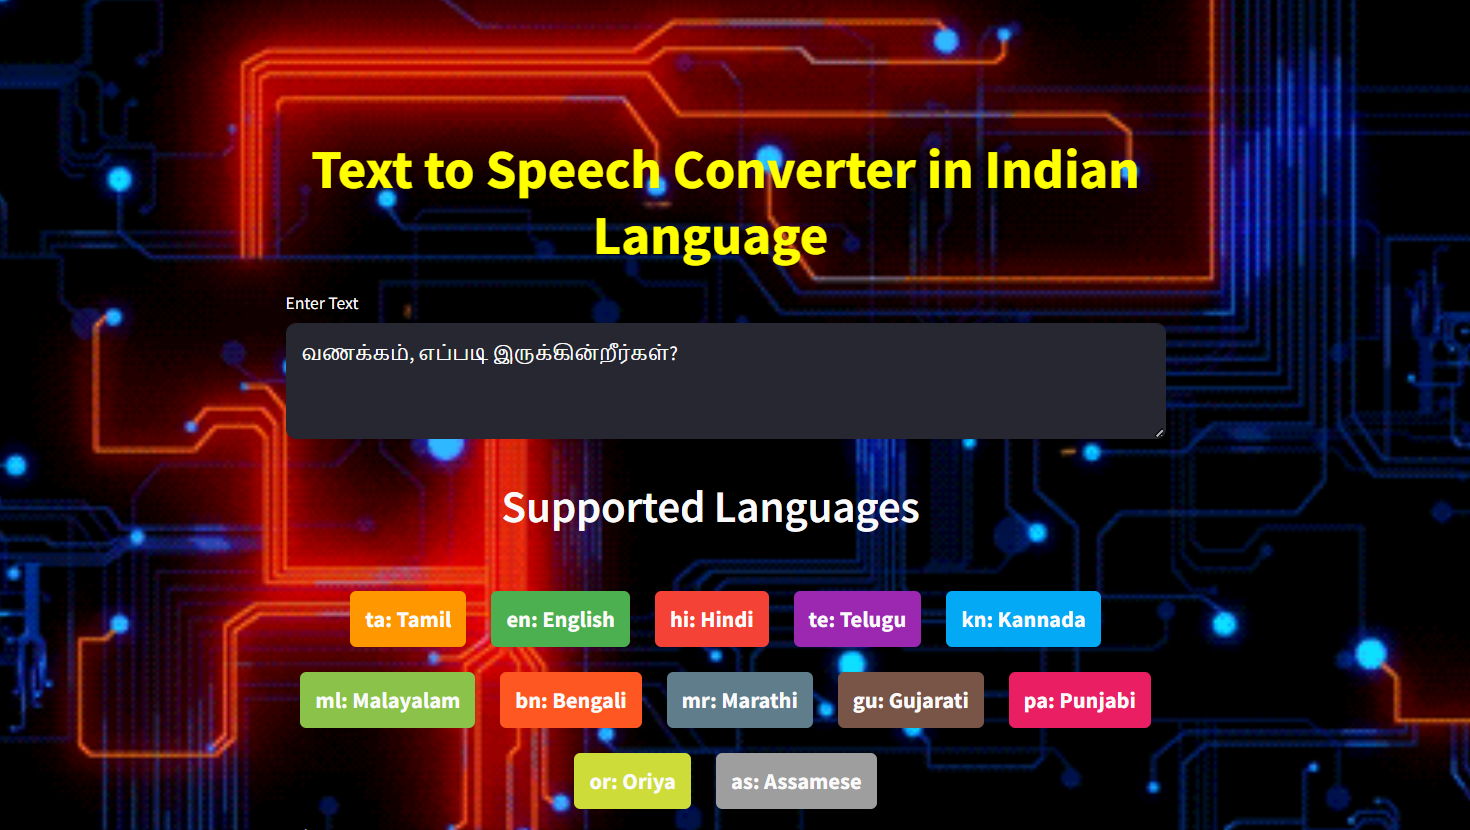 Text to Speech Converter in Indian
Language
Enter Text
வணக்கம், எப்படி இருக்கின்றீர்கள்?
Supported Languages
ta: Tamil en: English hi: Hindi te: Telugu kn: Kannada
ml: Malayalam bn: Bengali mr: Marathi gu: Gujarati pa: Punjabi
or: Oriya as: Assamese